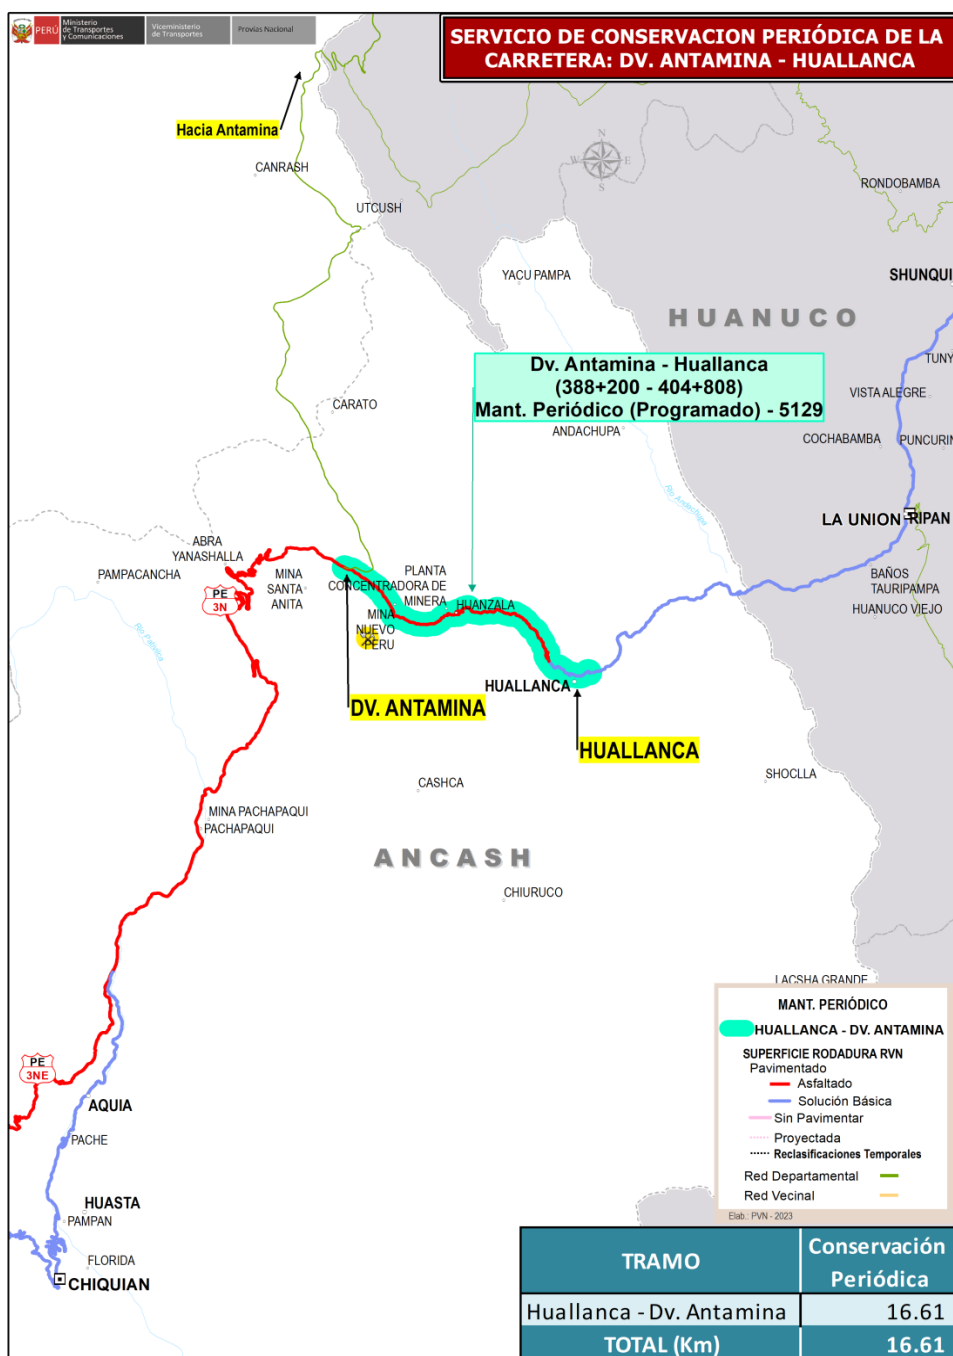 PERÚ
Ministerio
de Transportes
y Comunicaciones
Viceministerio
de Transportes
Provias Nacional
SERVICIO DE CONSERVACION PERIÓDICA DE LA
CARRETERA: DV. ANTAMINA - HUALLANCA
Hacia Antamina
CANRASH
UTCUSH
N
W E
S
RONDOBAMBA
YACU PAMPA
SHUNQUI
HUANUCO
TUNY
Dv. Antamina - Huallanca
(388+200 - 404+808)
Mant. Periódico (Programado) - 5129
VISTA ALEGRE
CARATO
ANDACHUPA
COCHABAMBA
PUNCURIN
Rio Andachupa
LA UNION
RIPAN
ABRA
YANASHALLA
PAMPACANCHA
MINA
SANTA
ANITA
PLANTA
CONCENTRADORA DE
MINERA
HUANZALA
BAÑOS
TAURIPAMPA
HUANUCO VIEJO
PE
3N
MINA
NUEVO
PERU
HUALLANCA
DV. ANTAMINA
HUALLANCA
CASHCA
SHOCLLA
MINA PACHAPAQUI
PACHAPAQUI
ANCASH
CHIURUCO
LACSHA GRANDE
MANT. PERIÓDICO
HUALLANCA - DV. ANTAMINA
SUPERFICIE RODADURA RVN
Pavimentado
Asfaltado
Solución Básica
Sin Pavimentar
Proyectada
Reclasificaciones Temporales
Red Departamental
Red Vecinal
Elab.: PVN - 2023
PE
3NE
AQUIA
PACHE
HUASTA
PAMPAN
FLORIDA
CHIQUIAN
TRAMO
Conservación
Periódica
Huallanca - Dv. Antamina 16.61
TOTAL (Km) 16.61